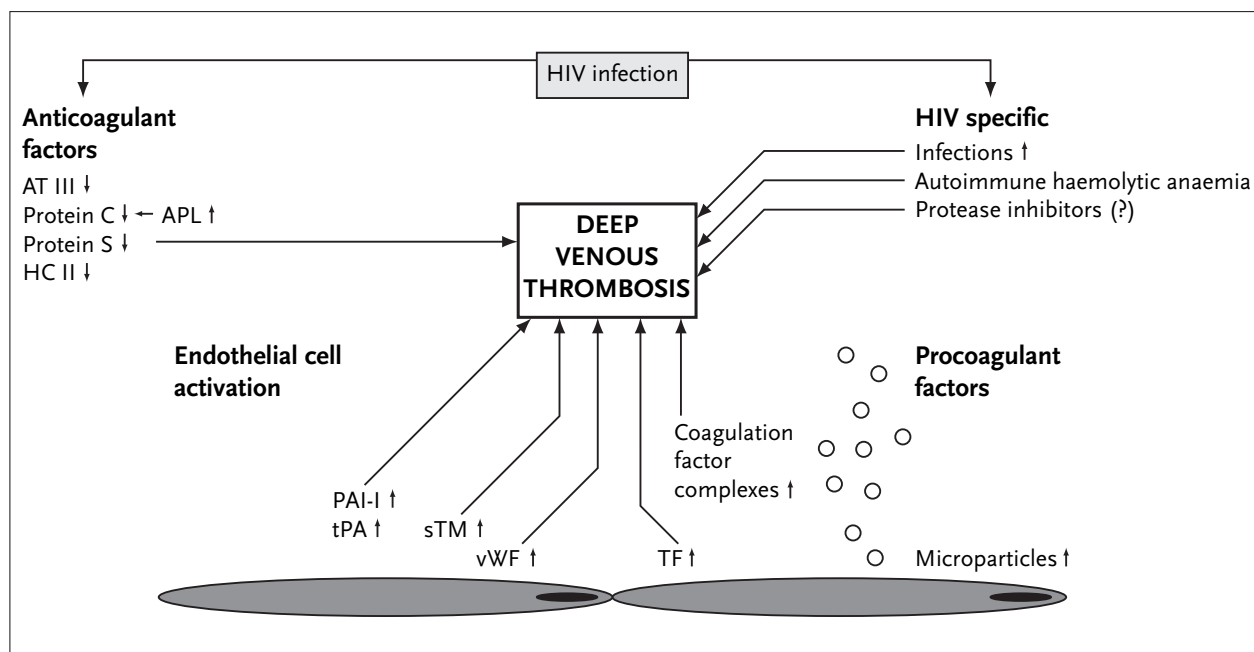 HIV infection
Anticoagulant
factors
AT III ↓
Protein C ↓ ← APL ↑
Protein S ↓
HC II ↓
HIV specific
Infections ↑
Autoimmune haemolytic anaemia
Protease inhibitors (?)
DEEP
VENOUS
THROMBOSIS
Endothelial cell
activation
Procoagulant
factors
Coagulation
factor
complexes ↑
PAI-I ↑
tPA ↑
sTM ↑
vWF ↑
TF ↑
Microparticles ↑